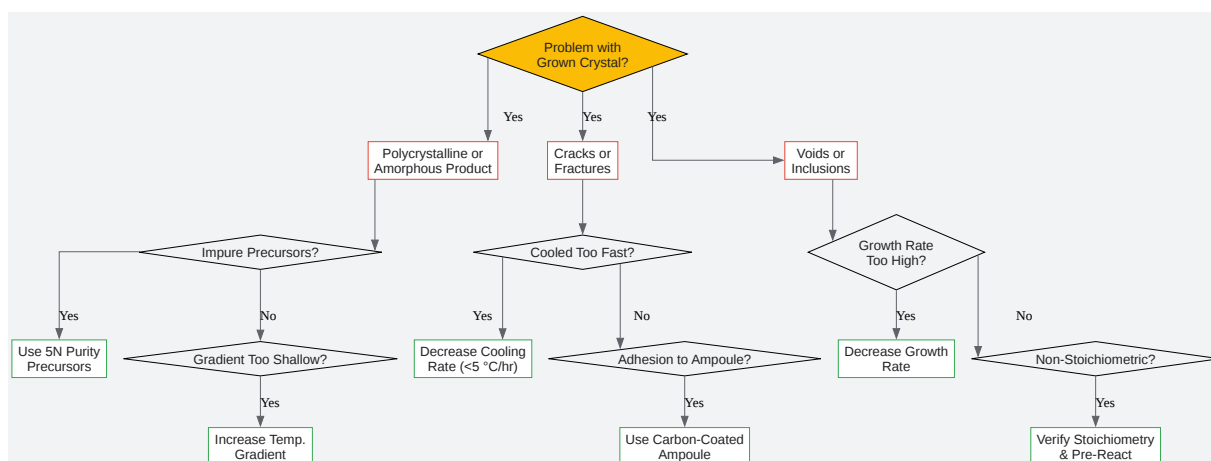 Problem with
Grown Crystal?
Yes
Yes
Yes
Polycrystalline or
Amorphous Product
Cracks or
Fractures
Voids or
Inclusions
Impure Precursors?
Cooled Too Fast?
Growth Rate
Too High?
Yes
No
Yes
No
Yes
No
Use 5N Purity
Precursors
Gradient Too Shallow?
Decrease Cooling
Rate (<5 °C/hr)
Adhesion to Ampoule?
Decrease Growth
Rate
Non-Stoichiometric?
Yes
Yes
Yes
Increase Temp.
Gradient
Use Carbon-Coated
Ampoule
Verify Stoichiometry
& Pre-React